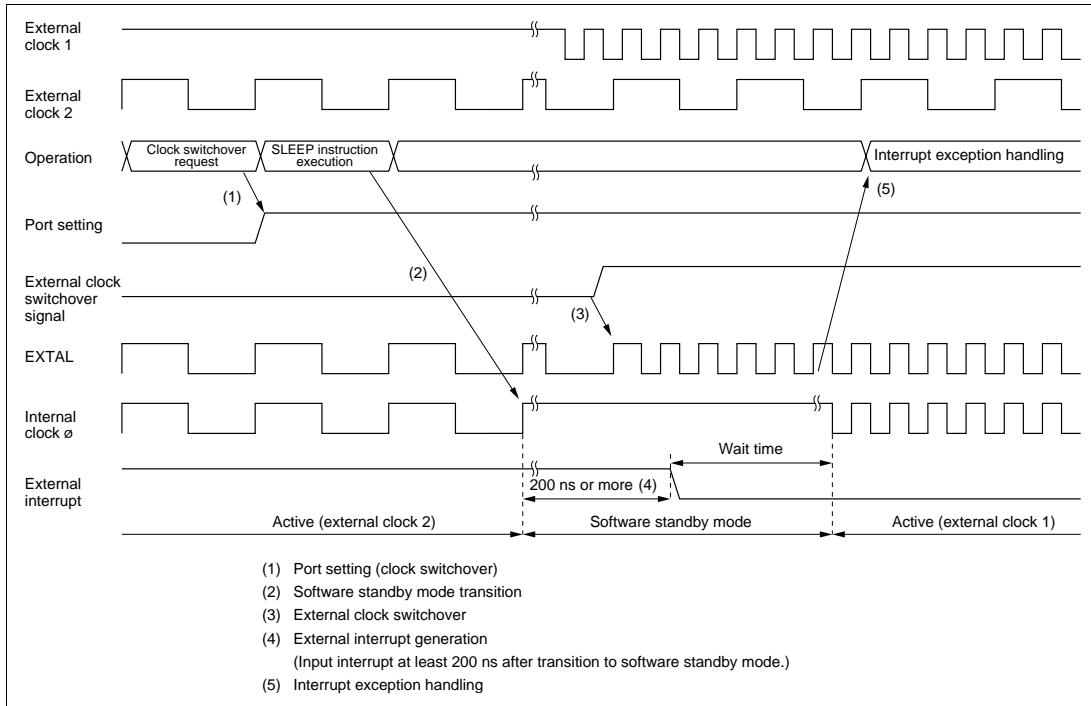 External
clock 1
External
clock 2
Operation
Clock switchover
request
SLEEP instruction
execution
Interrupt exception handling
(1)
(5)
Port setting
(2)
External clock
switchover
signal
(3)
EXTAL
Internal
clock ø
Wait time
External
interrupt
200 ns or more (4)
Active (external clock 2)
Software standby mode
Active (external clock 1)
(1) Port setting (clock switchover)
(2) Software standby mode transition
(3) External clock switchover
(4) External interrupt generation
(Input interrupt at least 200 ns after transition to software standby mode.)
(5) Interrupt exception handling